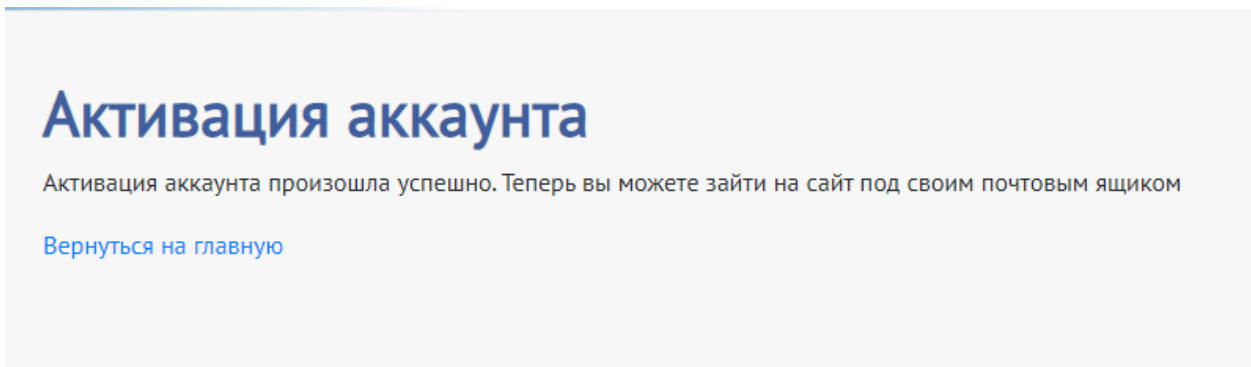 Активация аккаунта
Активация аккаунта произошла успешно. Теперь вы можете зайти на сайт под своим почтовым ящиком
Вернуться на главную